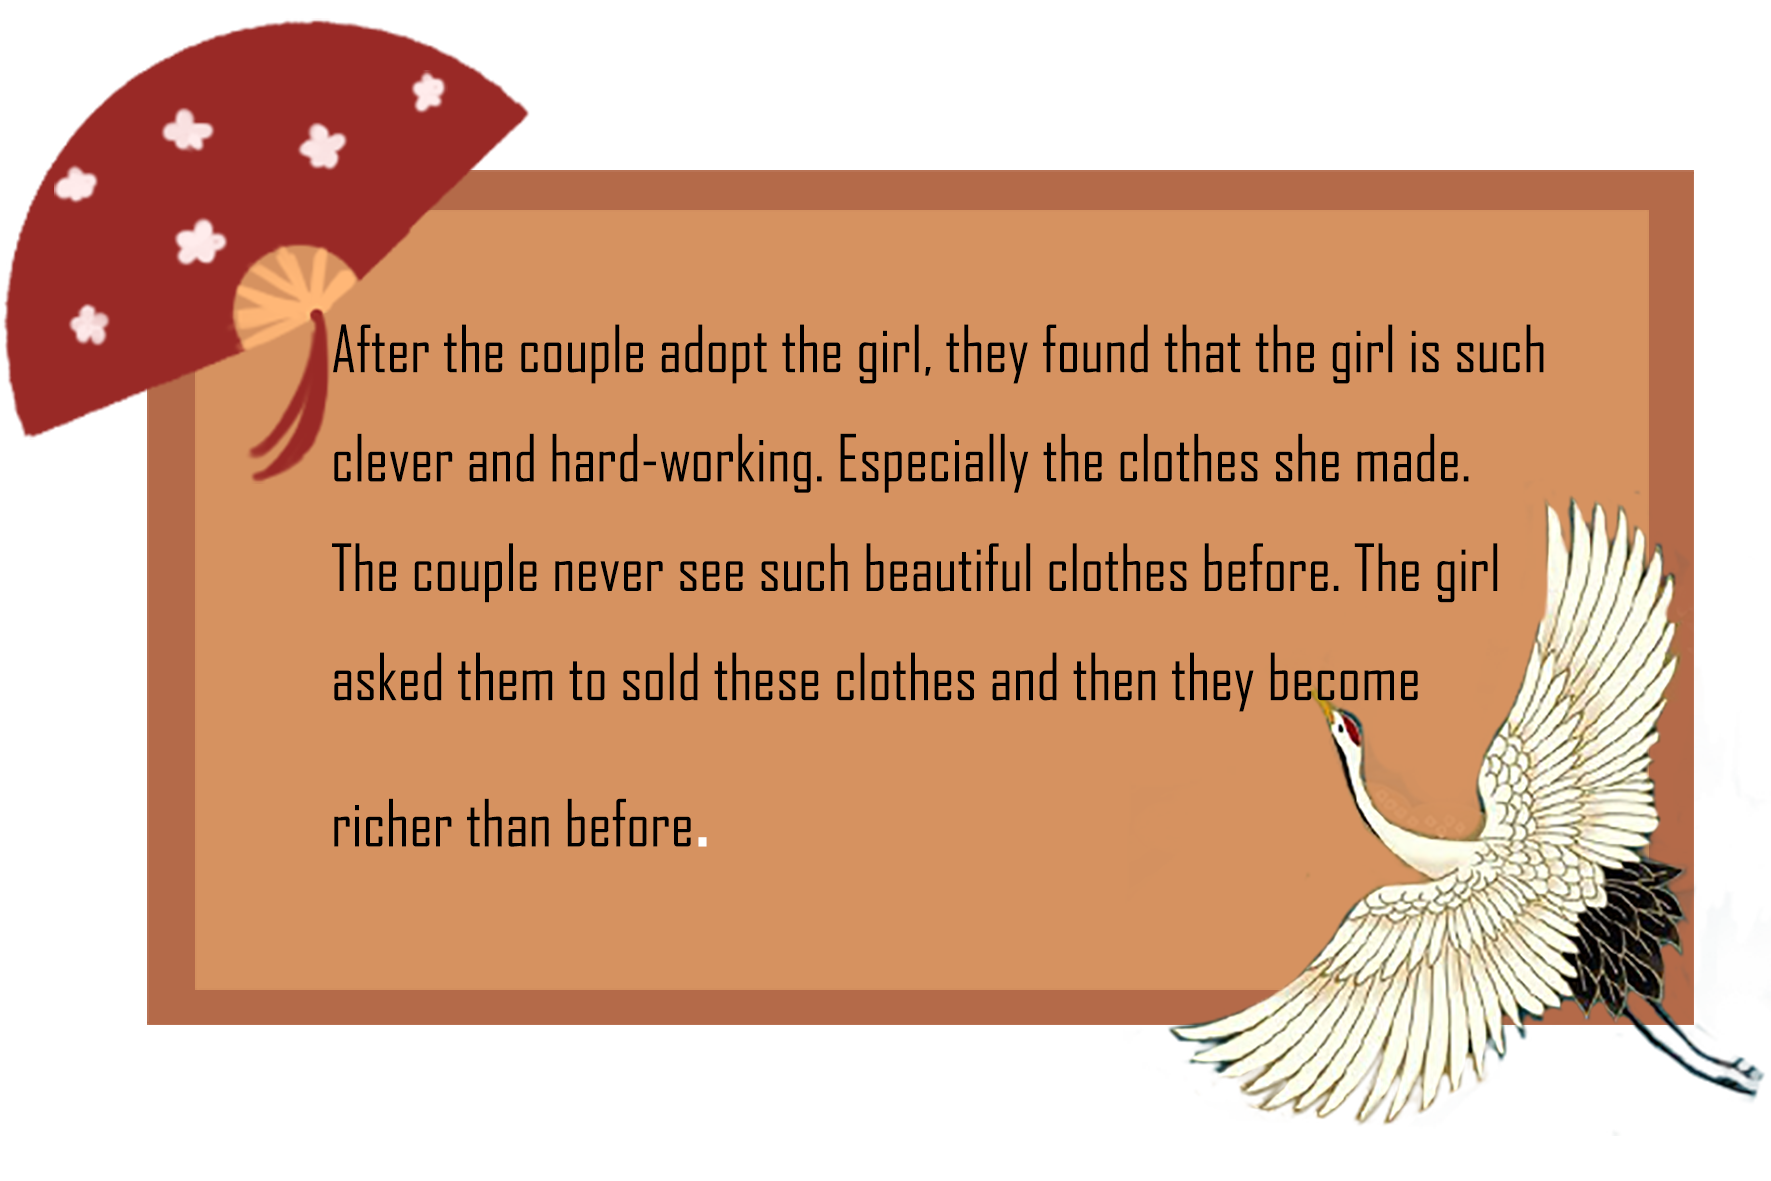 After the couple adopt the girl, they found that the girl is such
clever and hard-working. Especially the clothes she made.
The couple never see such beautiful clothes before. The girl
asked them to sold these clothes and then they become
richer than before.